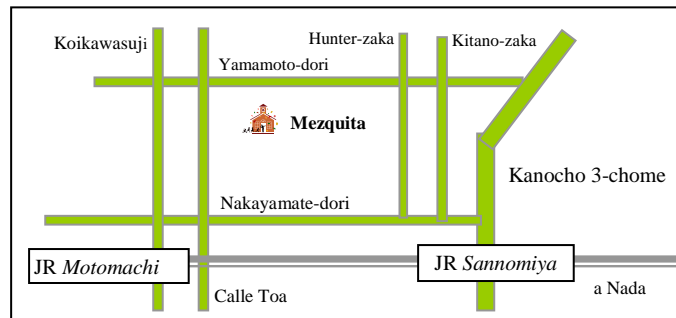 Koikawasuji
Hunter-zaka
Kitano-zaka
Yamamoto-dori
Mezquita
Kanocho 3-chome
Nakayamate-dori
JR Motomachi
JR Sannomiya
Calle Toa
a Nada